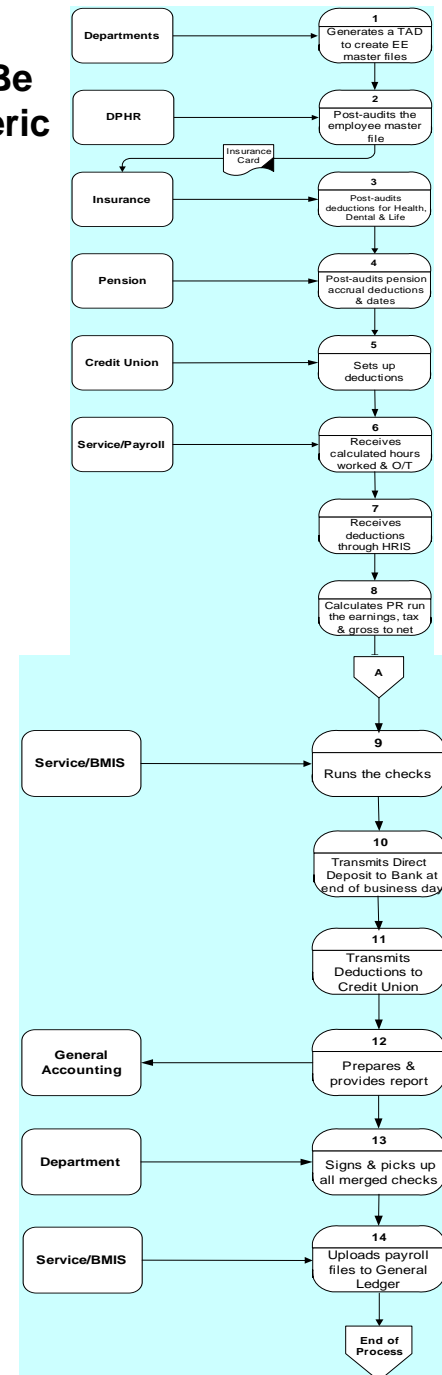 Be
eric
Departments
1
Generates a TAD
to create EE
master files
DPHR
2
Post-audits the
employee master
file
Insurance
Card
Insurance
3
Post-audits
deductions for Health,
Dental & Life
Pension
4
Post-audits pension
accrual deductions
& dates
Credit Union
5
Sets up
deductions
Service/Payroll
6
Receives
calculated hours
worked & O/T
7
Receives
deductions
through HRIS
8
Calculates PR run
the earnings, tax
& gross to net
A
Service/BMIS
9
Runs the checks
10
Transmits Direct
Deposit to Bank at
end of business day
11
Transmits
Deductions to
Credit Union
General
Accounting
12
Prepares &
provides report
Department
13
Signs & picks up
all merged checks
Service/BMIS
14
Uploads payroll
files to General
Ledger
End of
Process